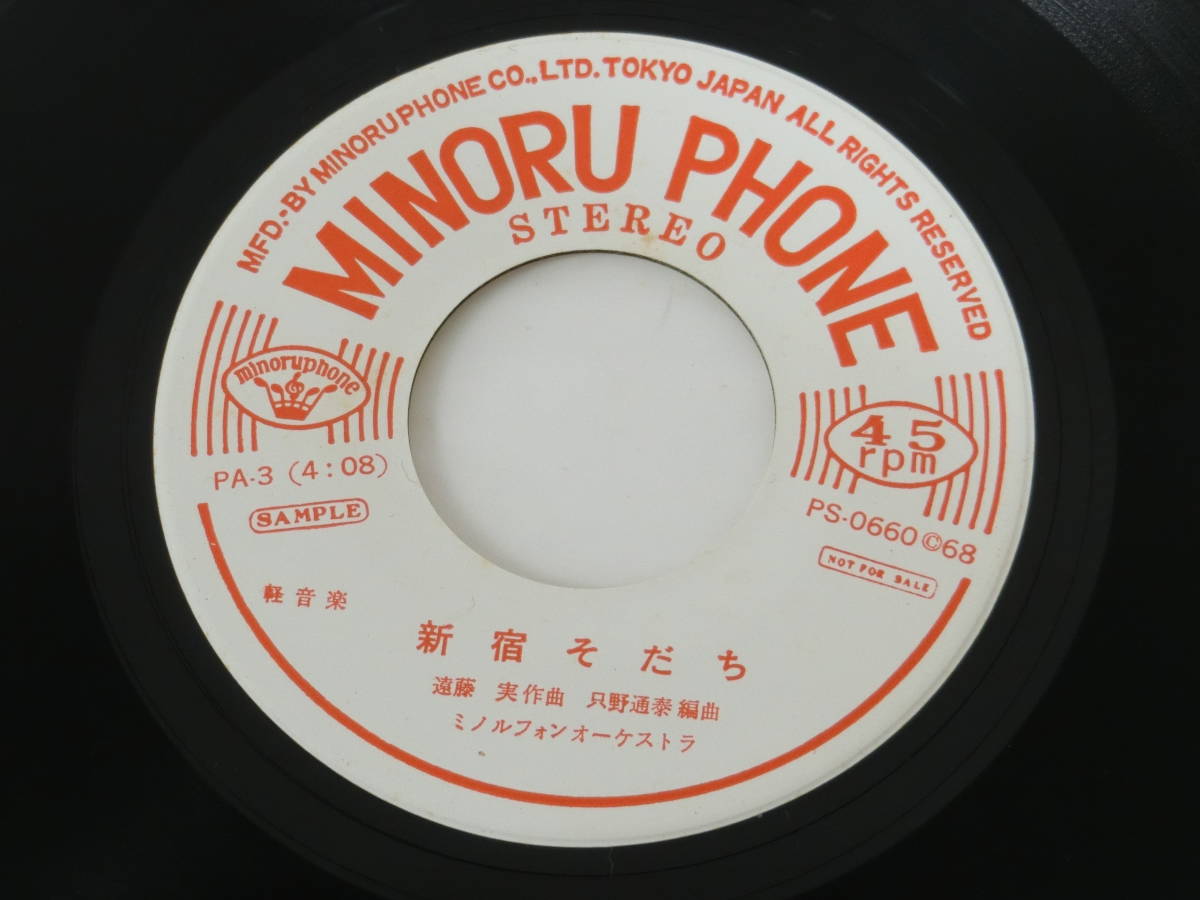 MFD.-BY MINORUPHONE CO.,LTD.TOKYO JAPAN ALL RIGHTS RESERVED
MINORU PHONE
STEREO
minoruphone
45
rpm
PA-3 (4:08)
PS-0660 ©68
SAMPLE
NOT FOR SALE
軽音楽
新宿そだち
遠藤 実作曲 只野通泰編曲
ミノルフォンオーケストラ